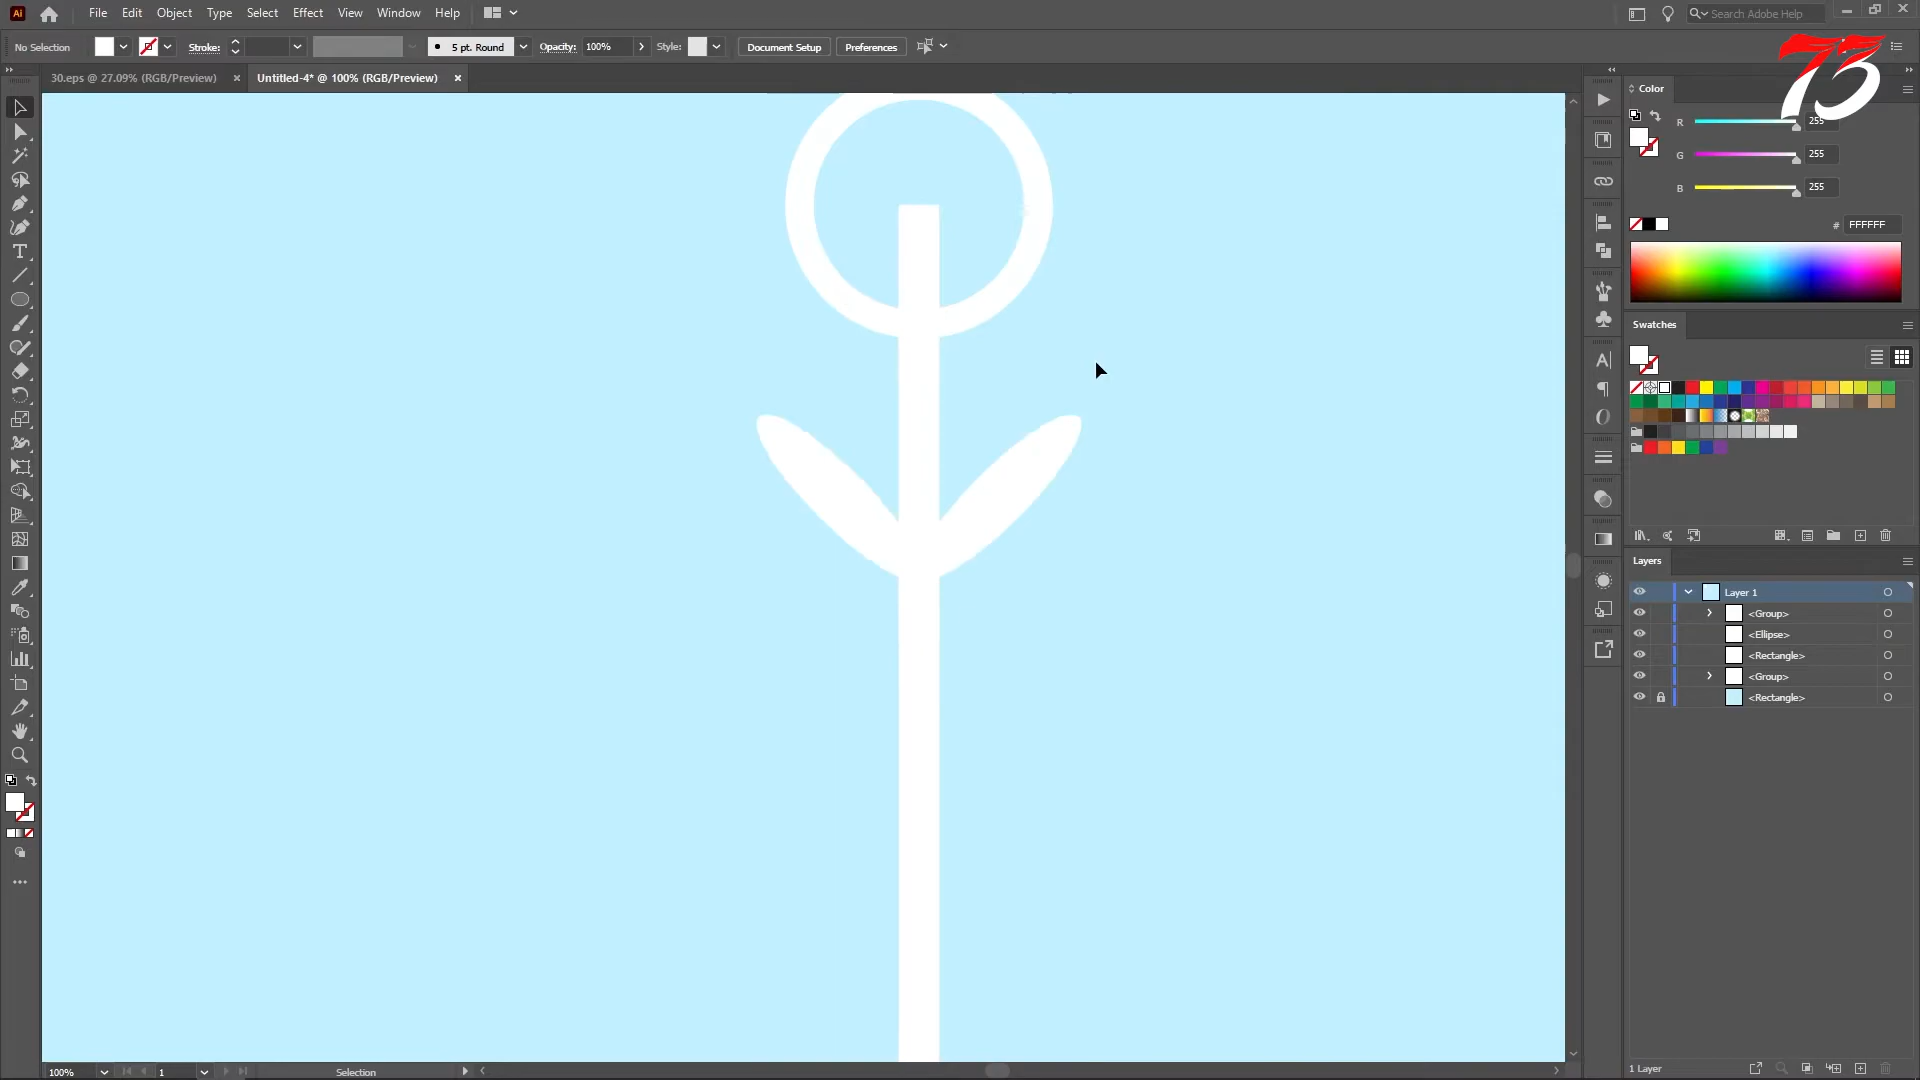 Ai File Edit Object Type Select Effect View Window Help Search Adobe Help
No Selection Stroke: 5 pt. Round Opacity: 100% Style: Document Setup Preferences
30.eps @ 27.09% (RGB/Preview) × Untitled-4* @ 100% (RGB/Preview) ×
Color
R 255
G 255
B 255
# FFFFFF
Swatches
Layers
Layer 1
<Group>
<Ellipse>
<Rectangle>
<Group>
<Rectangle>
100% 1 Selection
1 Layer